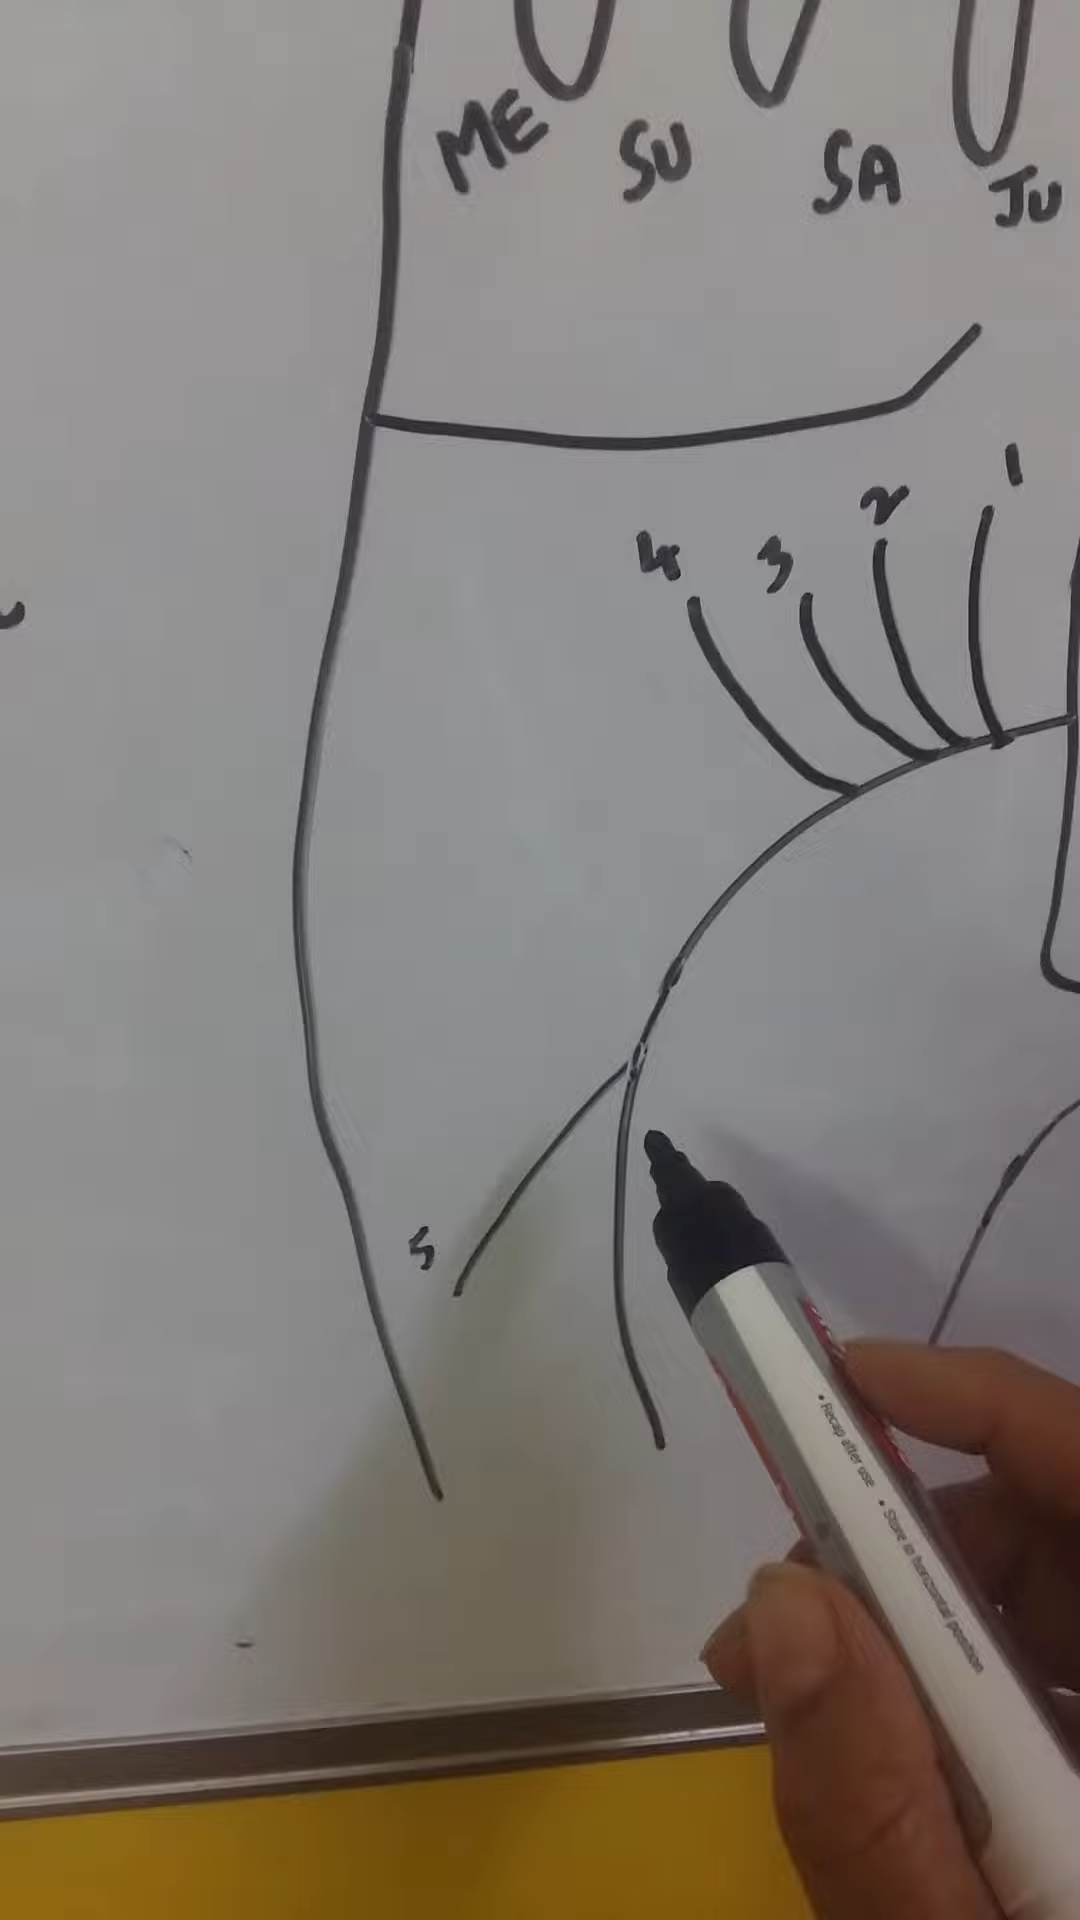 ME SU SA JU
1
2
3
4
5
• Recap after use • Store in horizontal position